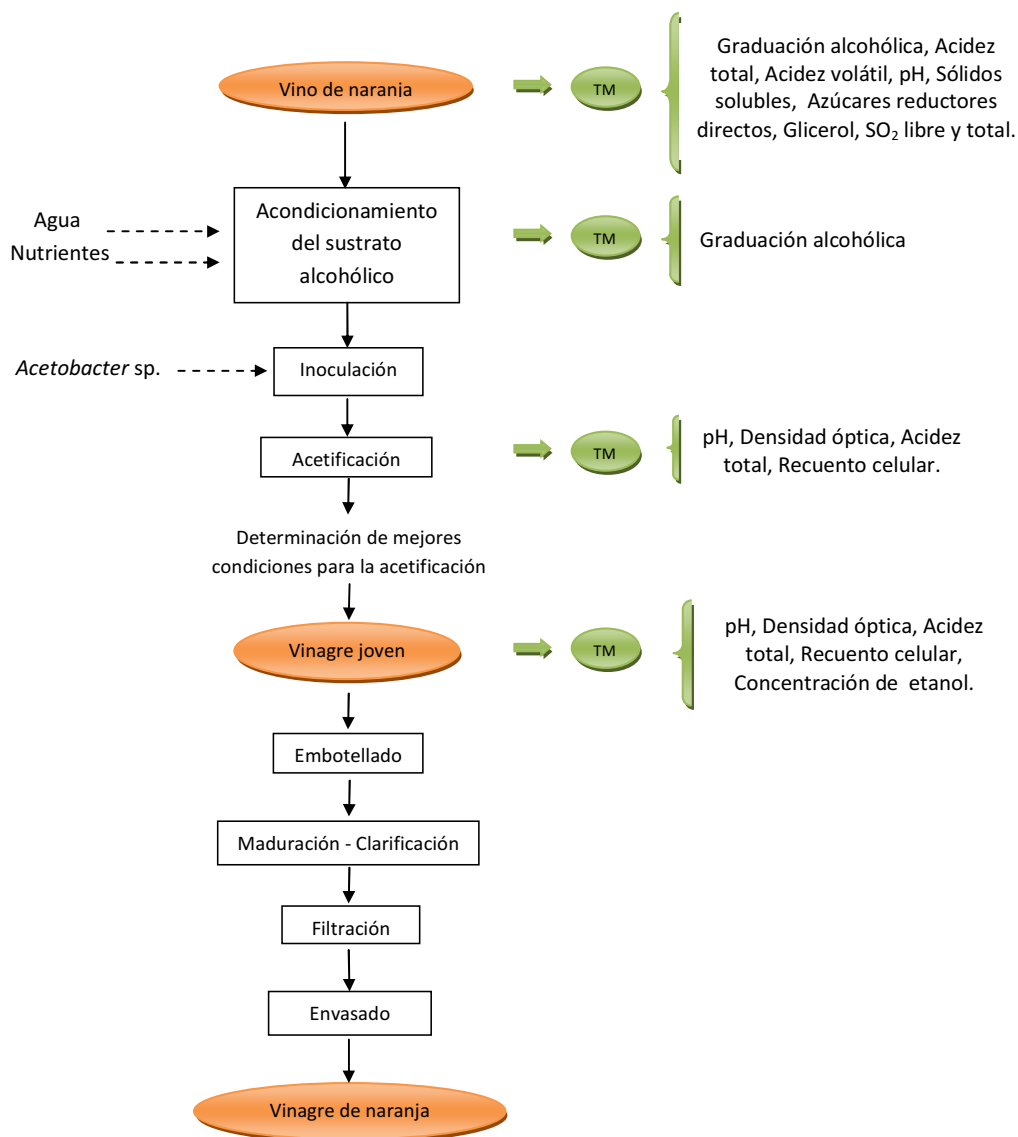 Vino de naranja
TM
Graduación alcohólica, Acidez
total, Acidez volátil, pH, Sólidos
solubles, Azúcares reductores
directos, Glicerol, SO₂ libre y total.
Agua
Nutrientes
Acondicionamiento
del sustrato
alcohólico
TM
Graduación alcohólica
Acetobacter sp.
Inoculación
Acetificación
TM
pH, Densidad óptica, Acidez
total, Recuento celular.
Determinación de mejores
condiciones para la acetificación
Vinagre joven
TM
pH, Densidad óptica, Acidez
total, Recuento celular,
Concentración de etanol.
Embotellado
Maduración - Clarificación
Filtración
Envasado
Vinagre de naranja